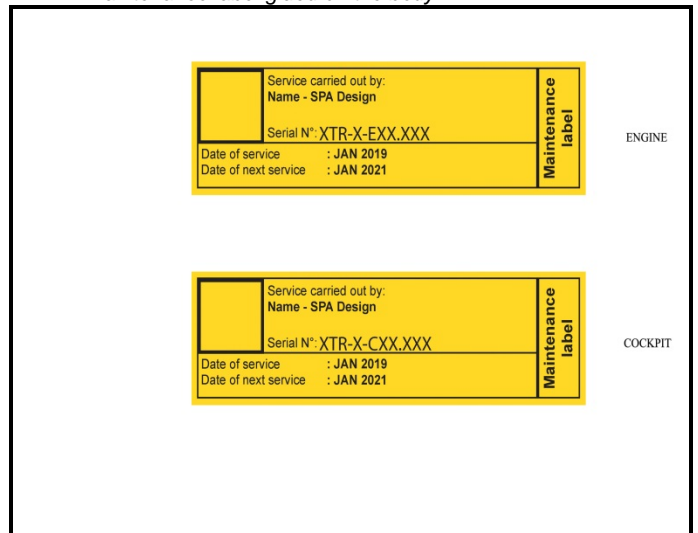 Service carried out by:
Name - SPA Design
Serial N°: XTR-X-EXX.XXX
Date of service : JAN 2019
Date of next service : JAN 2021
Maintenance
label
ENGINE
Service carried out by:
Name - SPA Design
Serial N°: XTR-X-CXX.XXX
Date of service : JAN 2019
Date of next service : JAN 2021
Maintenance
label
COCKPIT